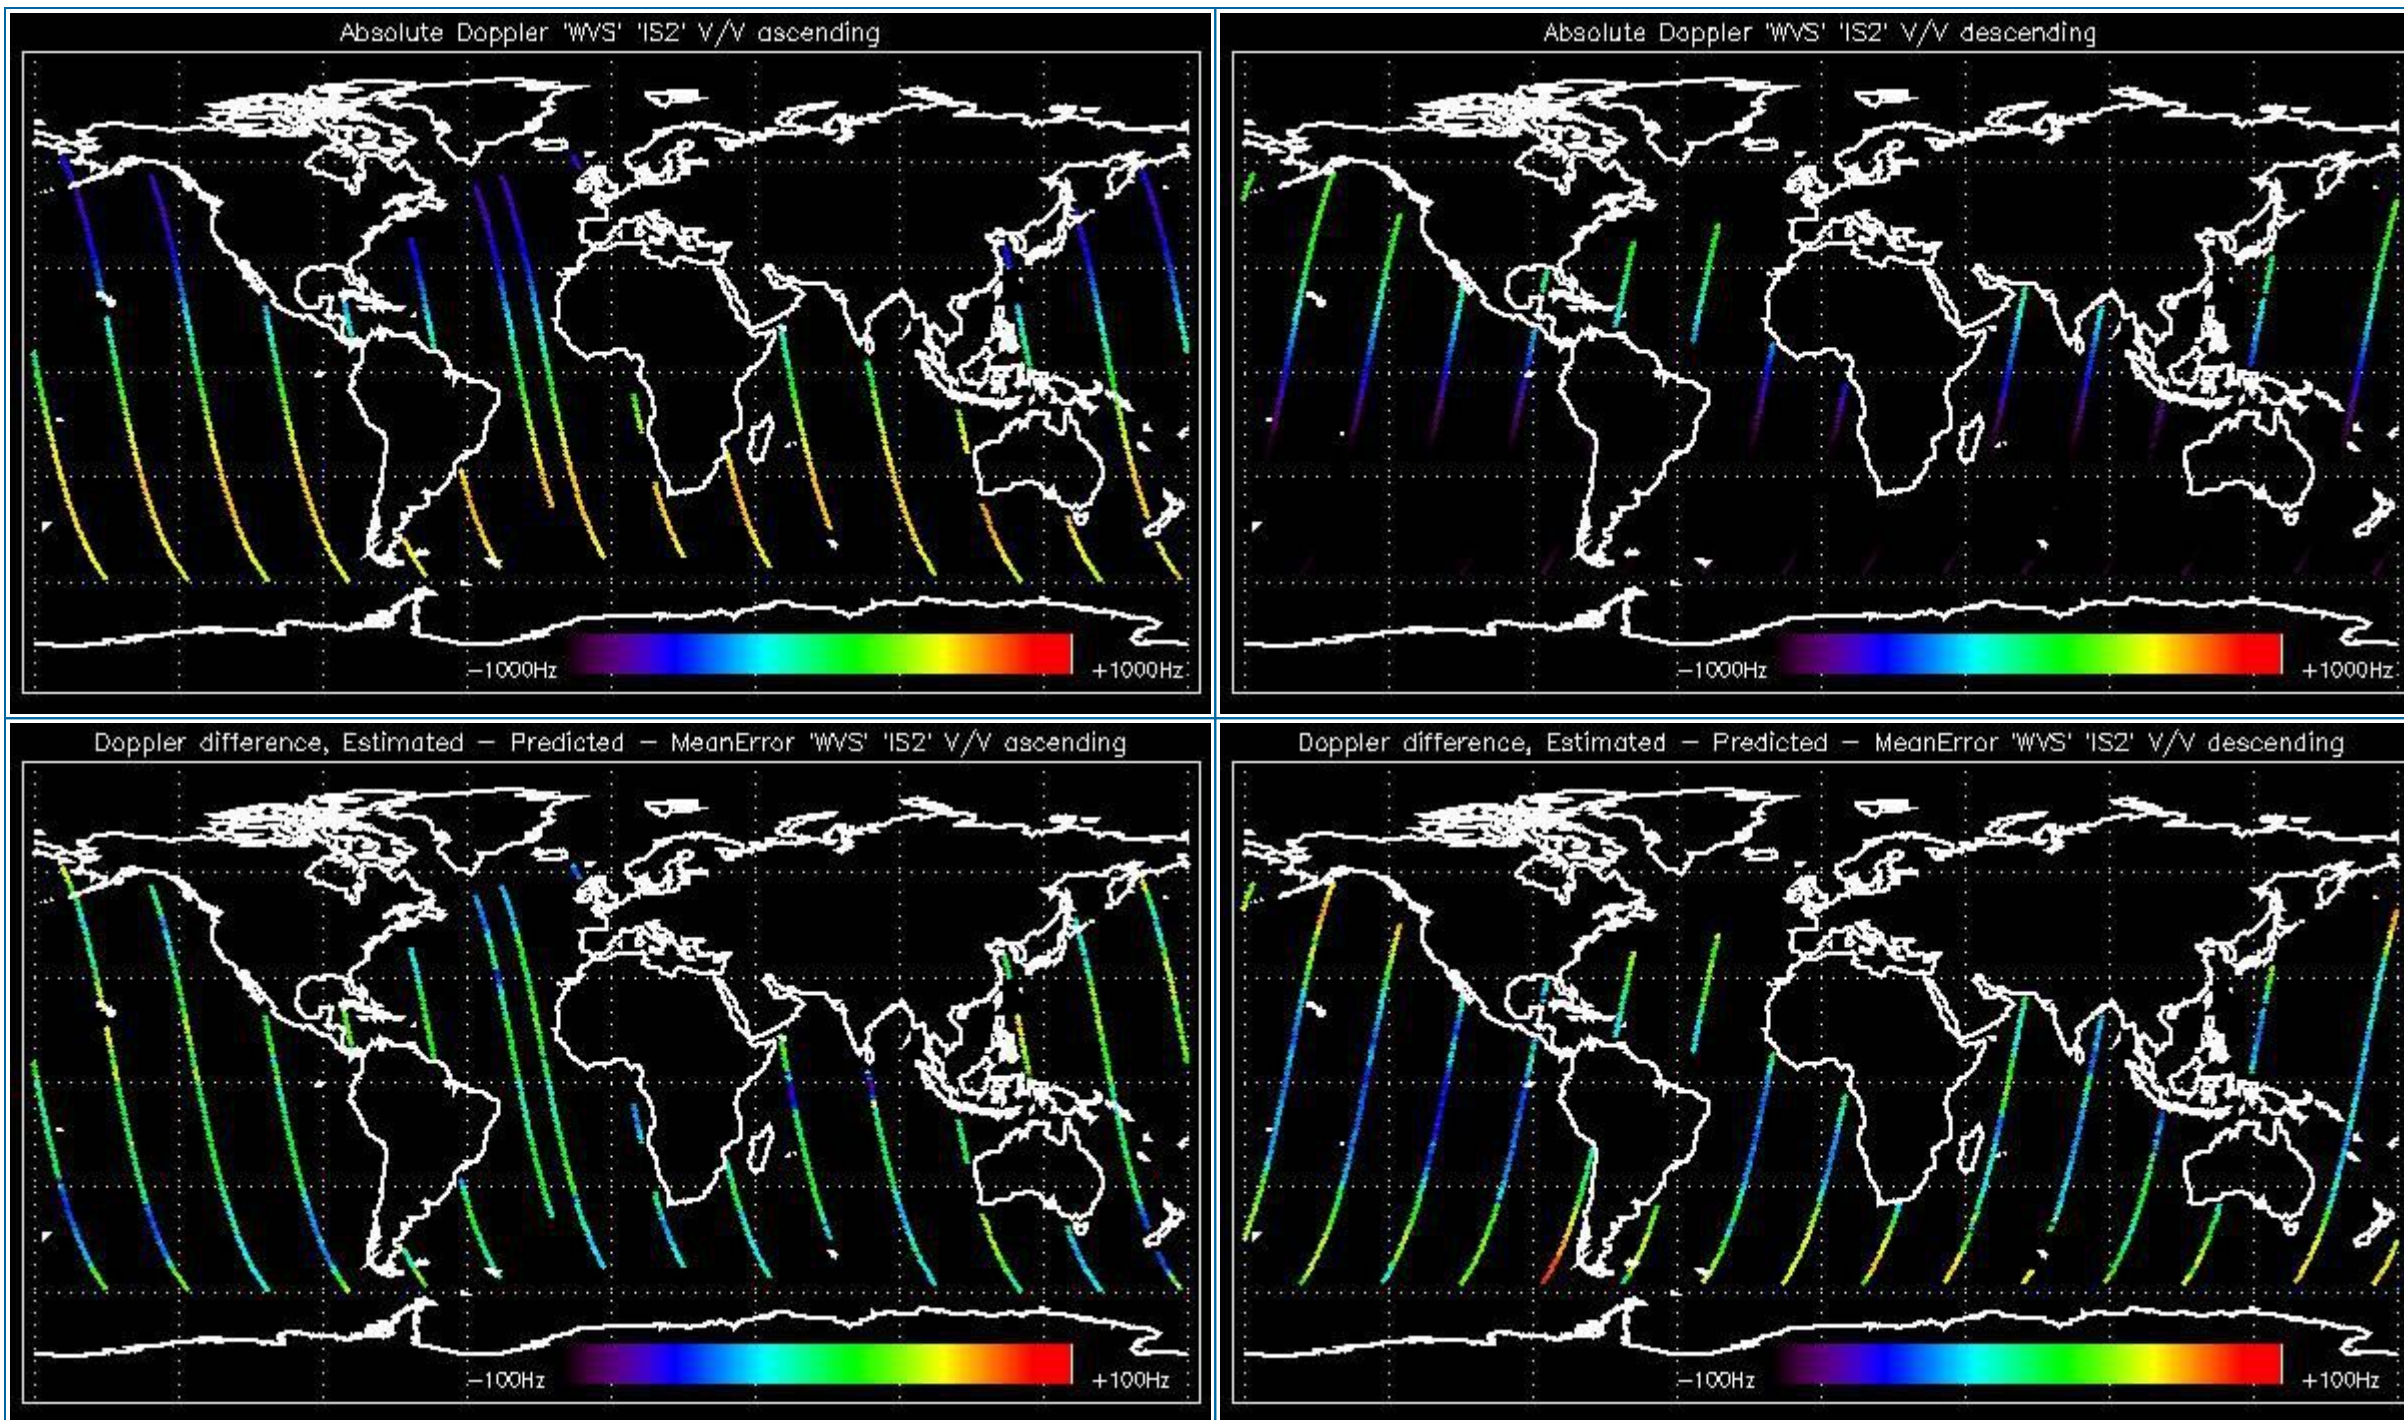 Absolute Doppler 'WVS' 'IS2' V/V ascending
-1000Hz
+1000Hz
Absolute Doppler 'WVS' 'IS2' V/V descending
-1000Hz
+1000Hz
Doppler difference, Estimated - Predicted - MeanError 'WVS' 'IS2' V/V ascending
-100Hz
+100Hz
Doppler difference, Estimated - Predicted - MeanError 'WVS' 'IS2' V/V descending
-100Hz
+100Hz